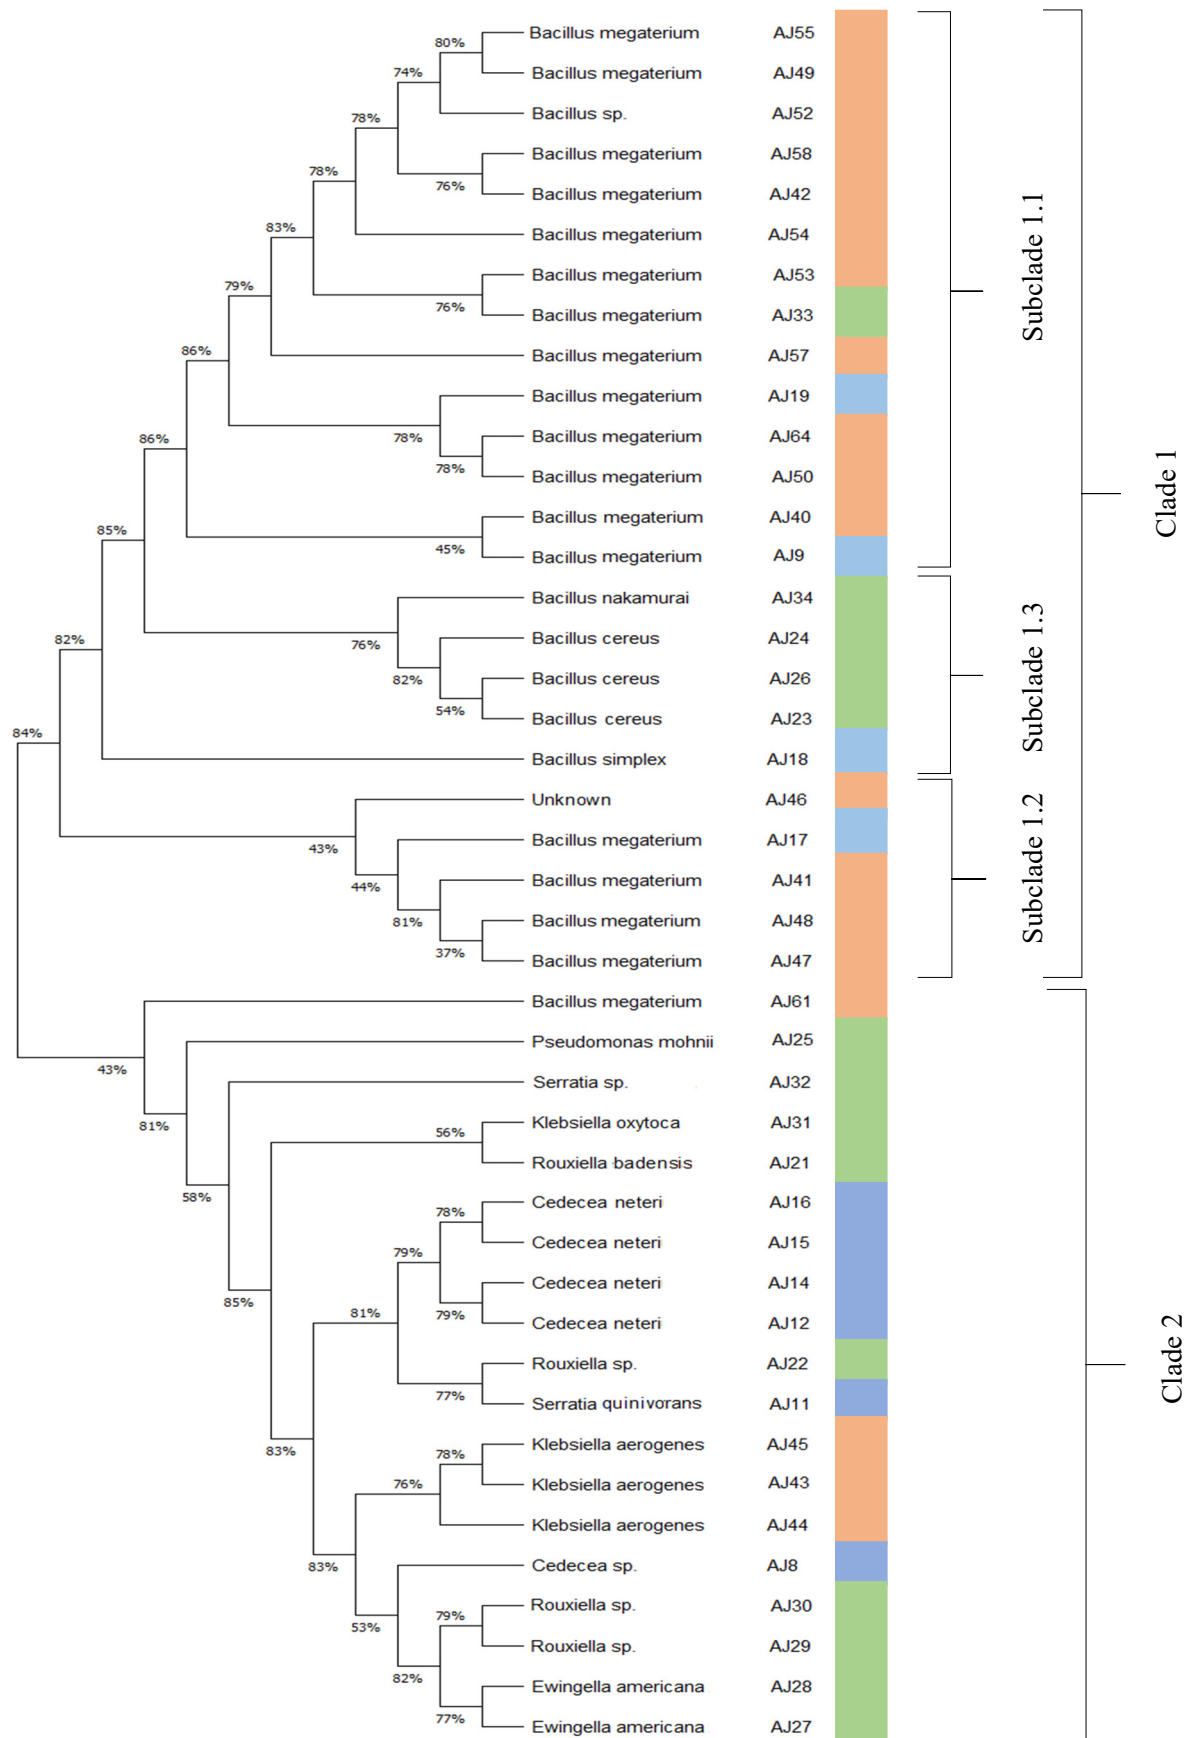 80%
Bacillus megaterium AJ55
74%
Bacillus megaterium AJ49
78%
Bacillus sp. AJ52
Bacillus megaterium AJ58
78%
76%
Bacillus megaterium AJ42
83%
Bacillus megaterium AJ54
79%
Bacillus megaterium AJ53
76%
Bacillus megaterium AJ33
86%
Bacillus megaterium AJ57
Bacillus megaterium AJ19
86%
78%
Bacillus megaterium AJ64
78%
Bacillus megaterium AJ50
85%
Bacillus megaterium AJ40
45%
Bacillus megaterium AJ9
Subclade 1.1
Bacillus nakamurai AJ34
82%
76%
Bacillus cereus AJ24
82%
Bacillus cereus AJ26
54%
Bacillus cereus AJ23
84%
Bacillus simplex AJ18
Subclade 1.3
Unknown AJ46
43%
Bacillus megaterium AJ17
44%
Bacillus megaterium AJ41
81%
Bacillus megaterium AJ48
37%
Bacillus megaterium AJ47
Subclade 1.2
Clade 1
Bacillus megaterium AJ61
43%
Pseudomonas mohnii AJ25
81%
Serratia sp. AJ32
58%
56%
Klebsiella oxytoca AJ31
Rouxiella badensis AJ21
85%
78%
Cedecea neteri AJ16
79%
Cedecea neteri AJ15
81%
Cedecea neteri AJ14
79%
Cedecea neteri AJ12
Rouxiella sp. AJ22
77%
Serratia quinivorans AJ11
83%
78%
Klebsiella aerogenes AJ45
76%
Klebsiella aerogenes AJ43
Klebsiella aerogenes AJ44
83%
Cedecea sp. AJ8
53%
79%
Rouxiella sp. AJ30
Rouxiella sp. AJ29
82%
Ewingella americana AJ28
77%
Ewingella americana AJ27
Clade 2